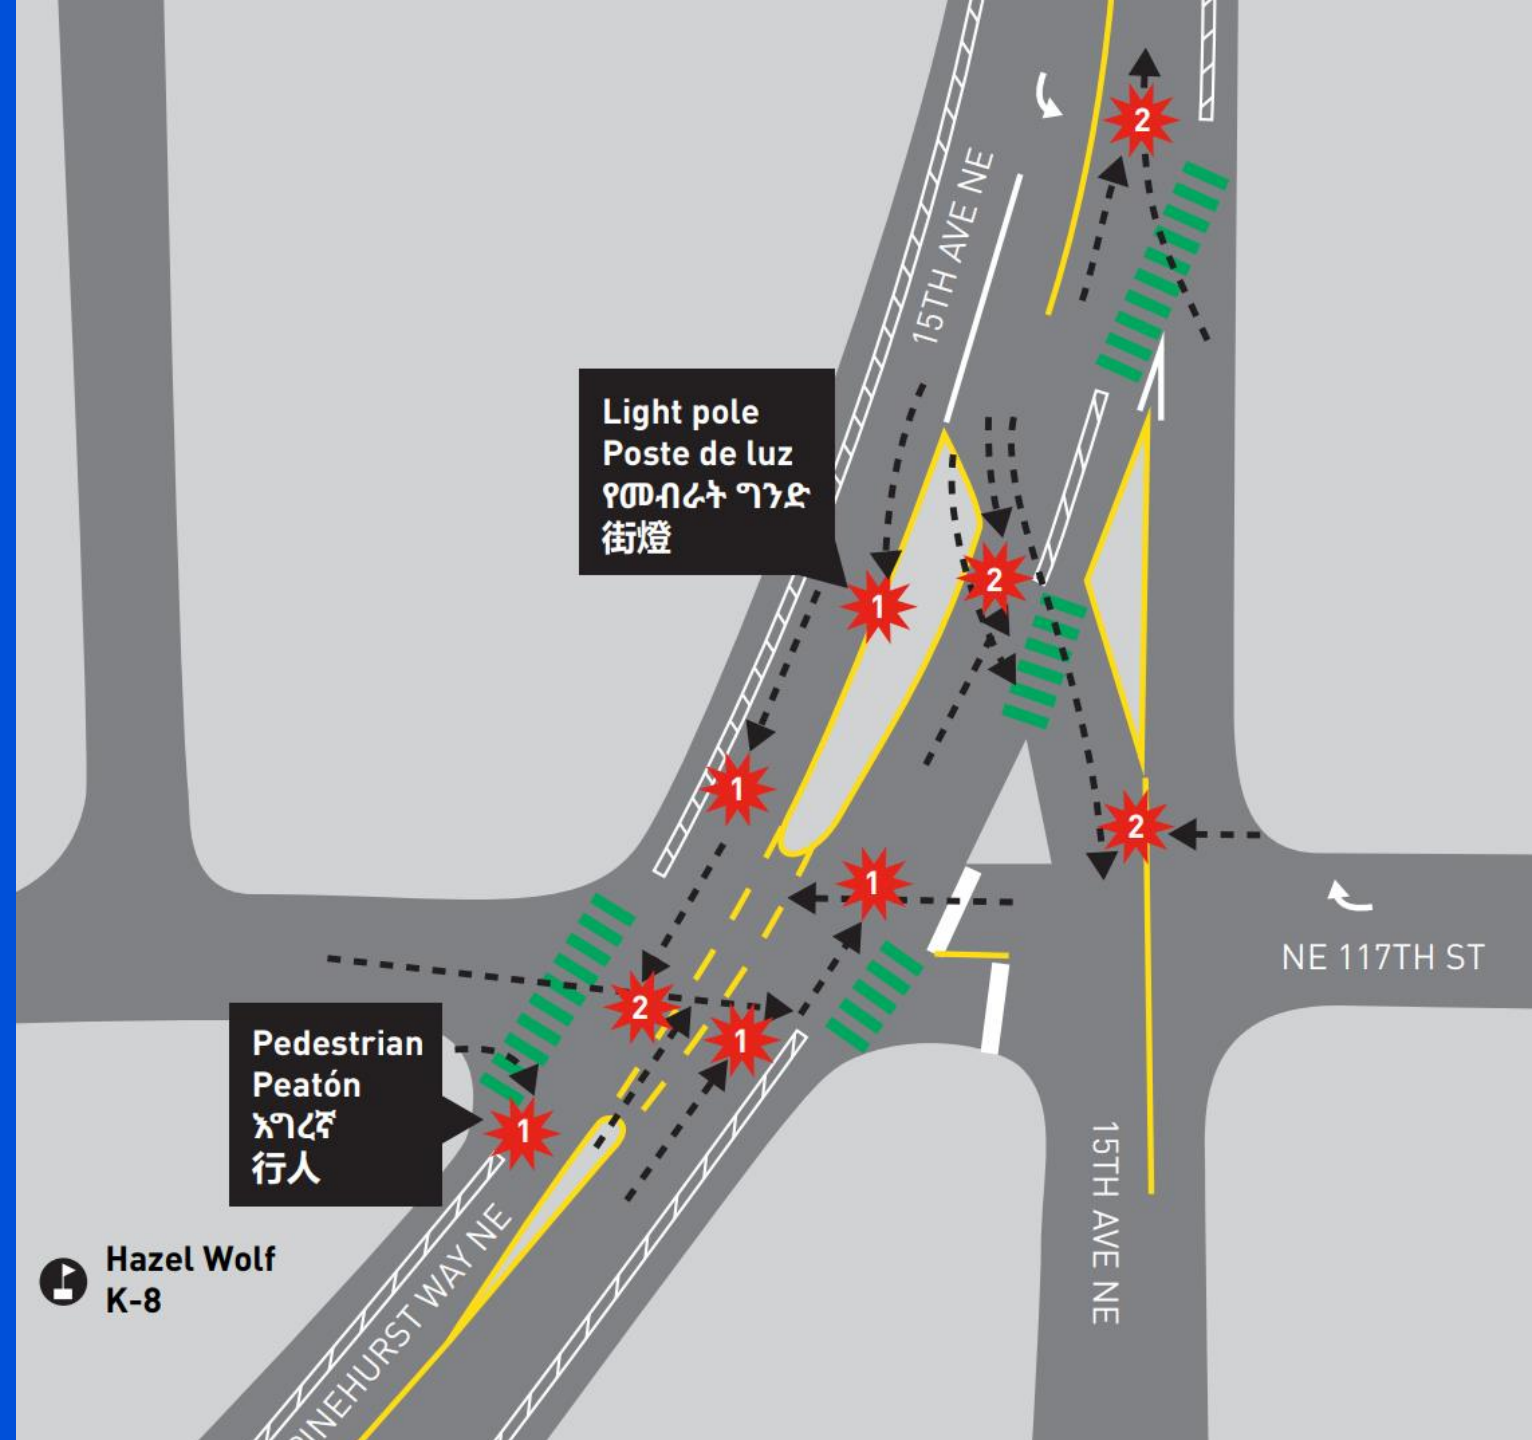 2
15TH AVE NE
Light pole
Poste de luz
የመብራት ግንድ
街燈
2
1
1
2
1
NE 117TH ST
2
1
Pedestrian
Peatón
እግረኛ
行人
1
15TH AVE NE
Hazel Wolf
K-8
PINEHURST WAY NE